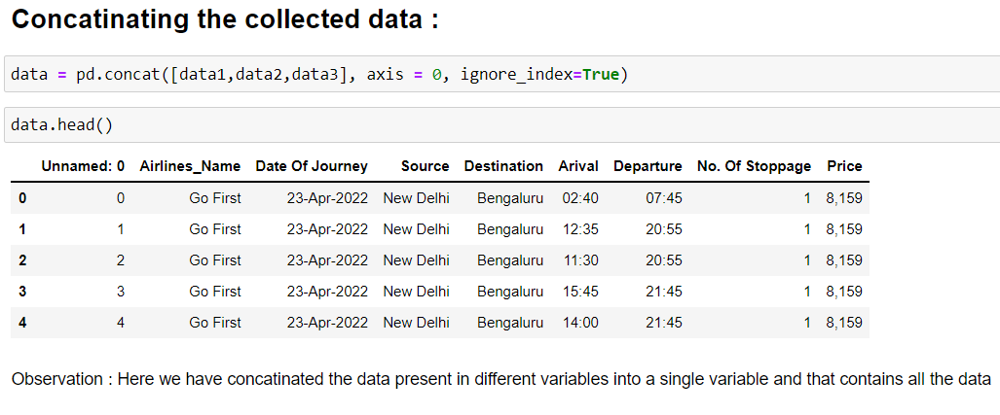 Concatinating the collected data :
data = pd.concat([data1,data2,data3], axis = 0, ignore_index=True)
data.head()
Unnamed: 0 Airlines_Name Date Of Journey Source Destination Arival Departure No. Of Stoppage Price
0 0 Go First 23-Apr-2022 New Delhi Bengaluru 02:40 07:45 1 8,159
1 1 Go First 23-Apr-2022 New Delhi Bengaluru 12:35 20:55 1 8,159
2 2 Go First 23-Apr-2022 New Delhi Bengaluru 11:30 20:55 1 8,159
3 3 Go First 23-Apr-2022 New Delhi Bengaluru 15:45 21:45 1 8,159
4 4 Go First 23-Apr-2022 New Delhi Bengaluru 14:00 21:45 1 8,159
Observation : Here we have concatinated the data present in different variables into a single variable and that contains all the data